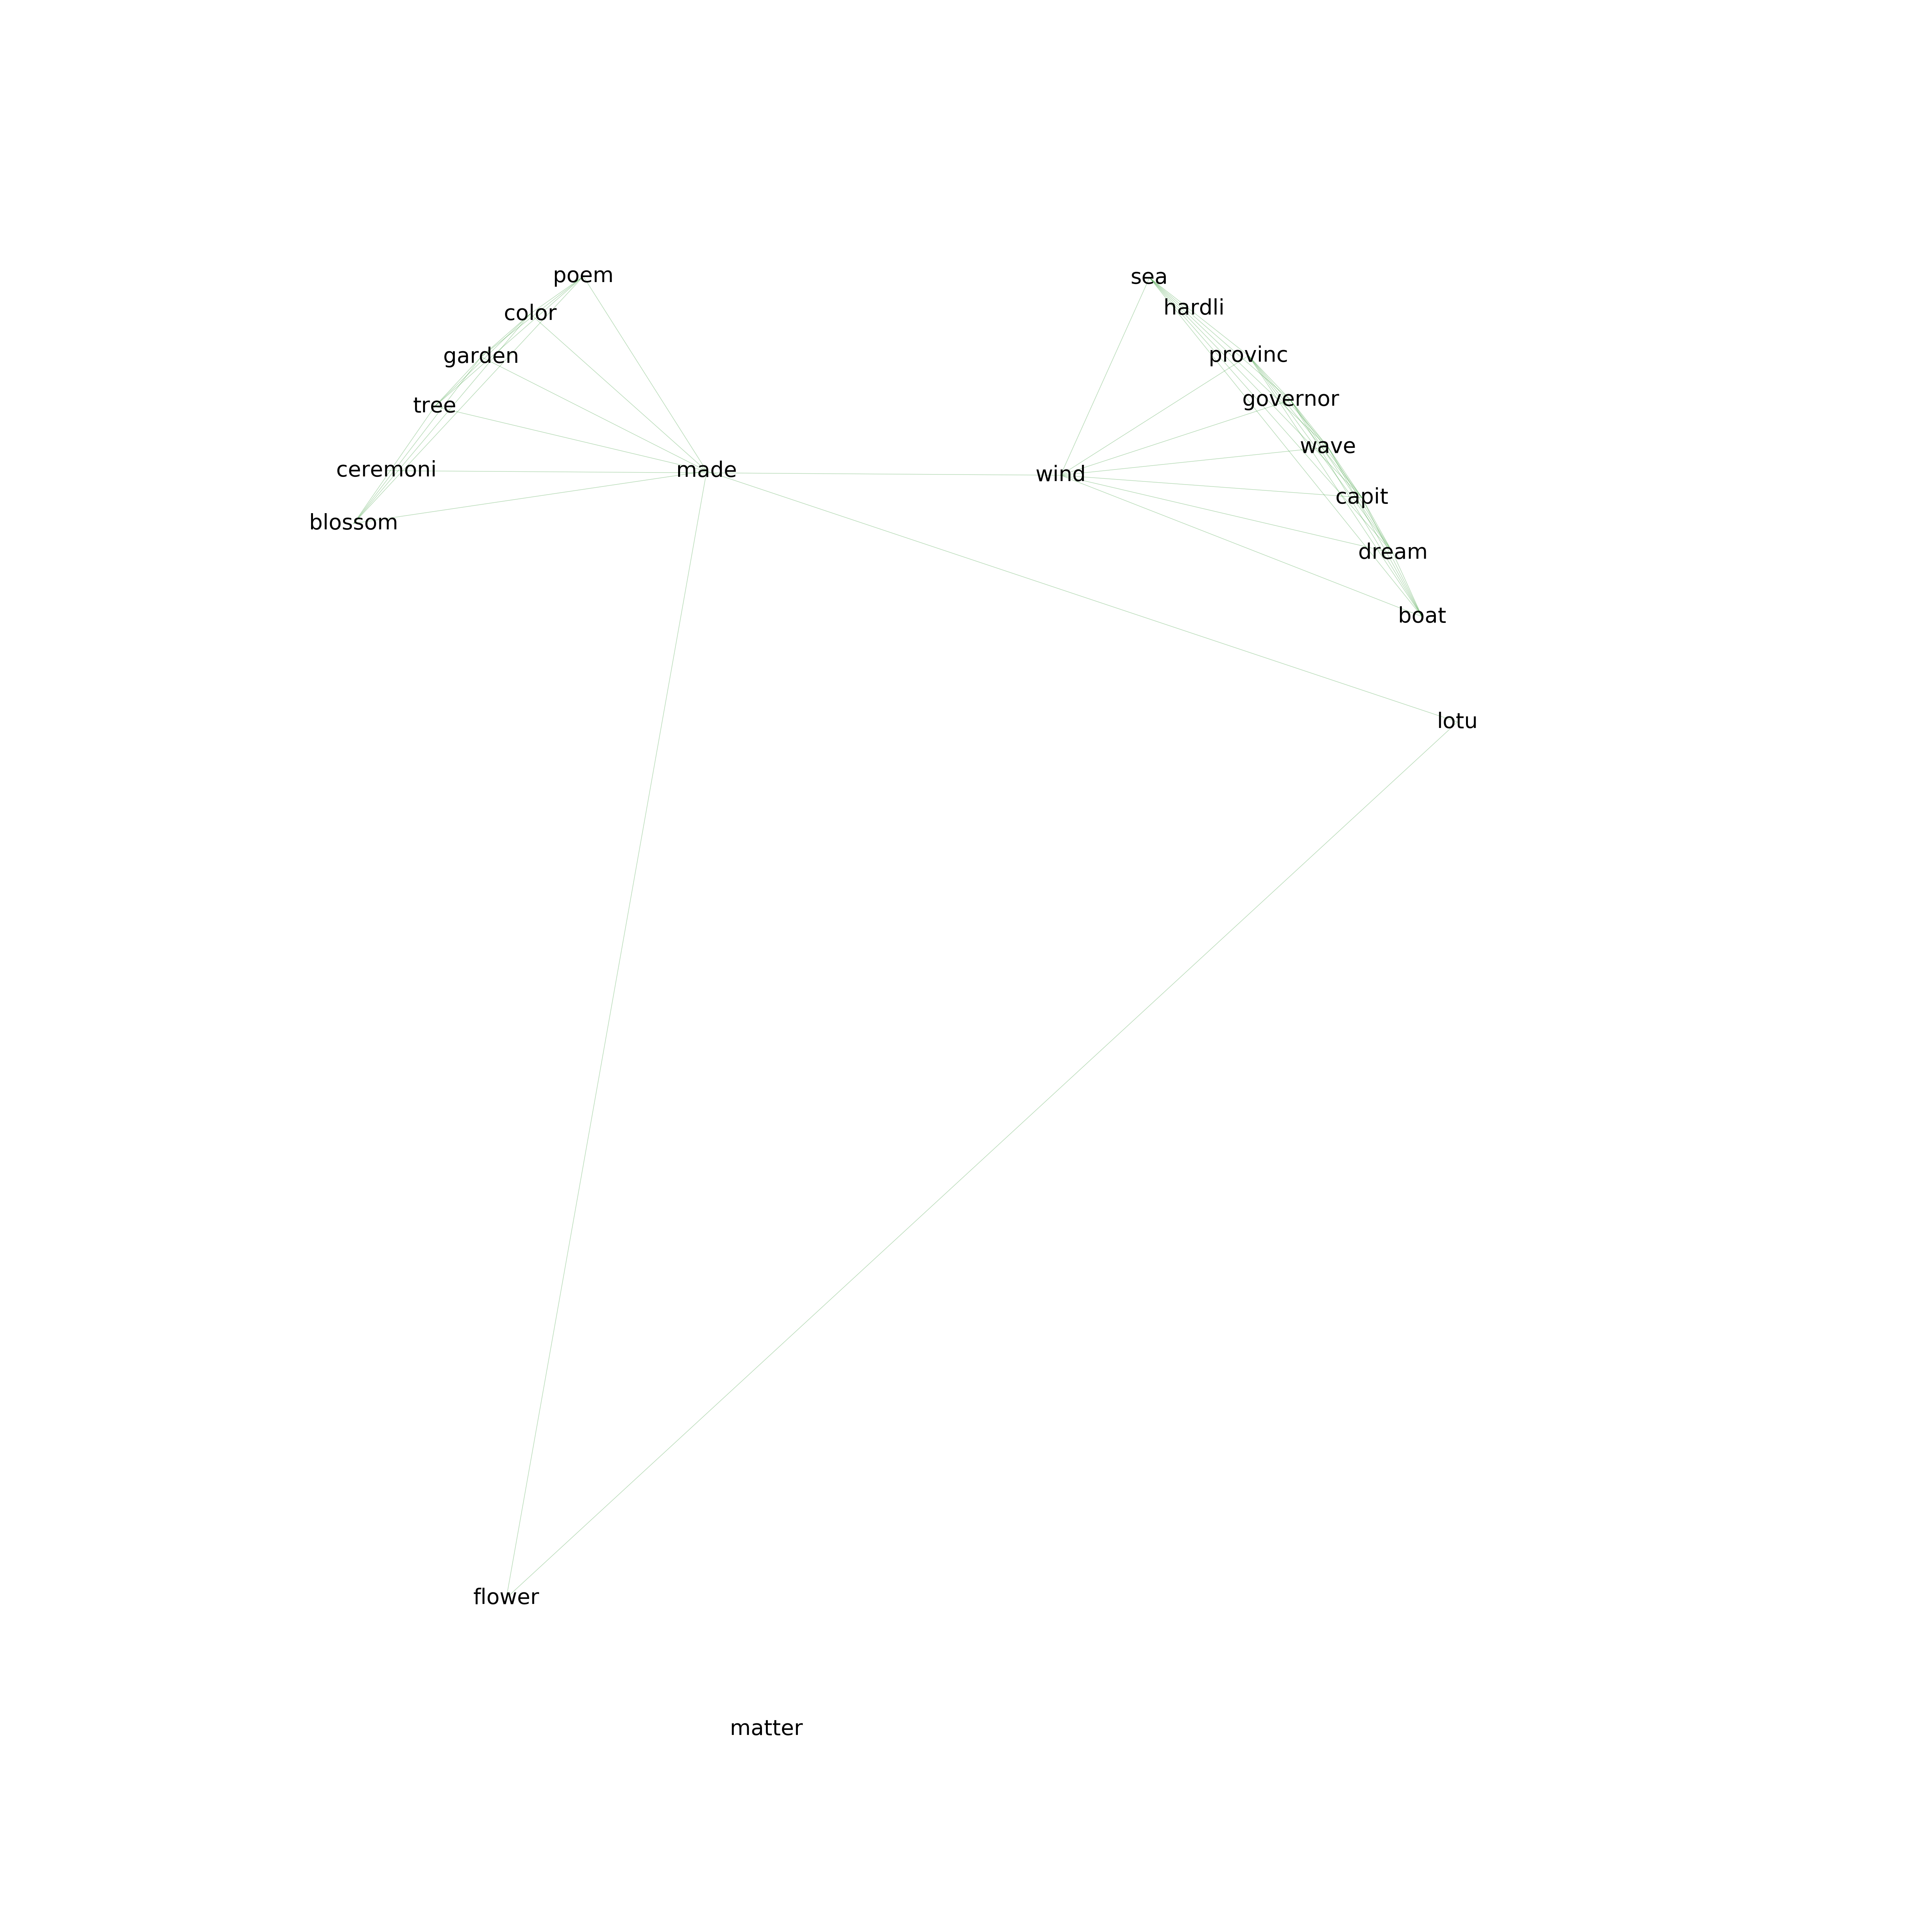 poem
sea
hardli
color
provinc
garden
governor
tree
wave
ceremoni
made
wind
capit
blossom
dream
boat
lotu
flower
matter